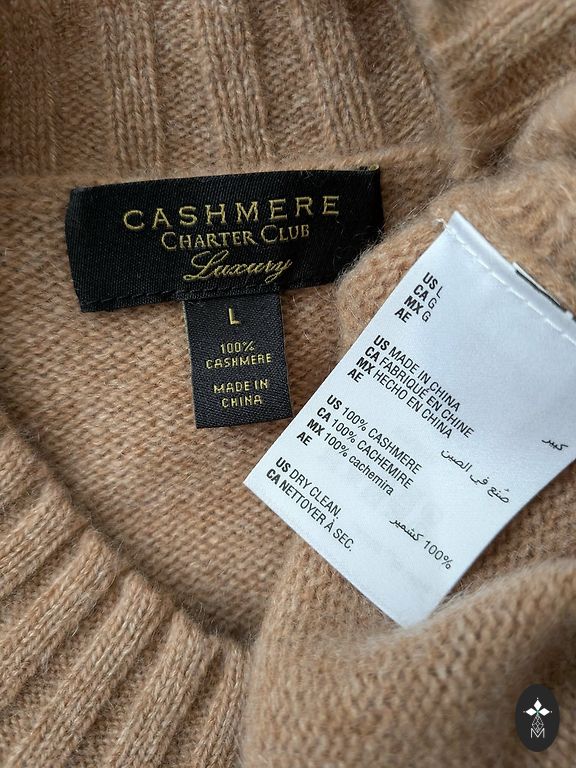 CASHMERE
CHARTER CLUB
Luxury
L
100%
CASHMERE
MADE IN
CHINA
US L
CA G
MX G
AE كبير
US MADE IN CHINA
CA FABRIQUÉ EN CHINE
MX HECHO EN CHINA
AE صُنع في الصين
US 100% CASHMERE
CA 100% CACHEMIRE
MX 100% cachemira
AE 100% كشمير
US DRY CLEAN.
CA NETTOYER À SEC.
M